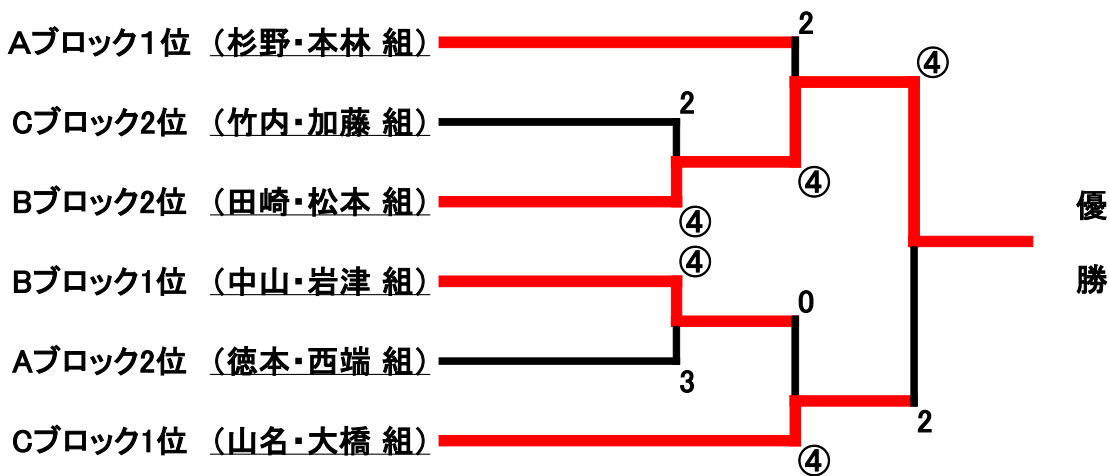 Aブロック1位 (杉野・本林 組) 2
④
Cブロック2位 (竹内・加藤 組) 2
④
Bブロック2位 (田崎・松本 組) ④
優勝
Bブロック1位 (中山・岩津 組) ④
0
Aブロック2位 (徳本・西端 組) 3
2
Cブロック1位 (山名・大橋 組) ④